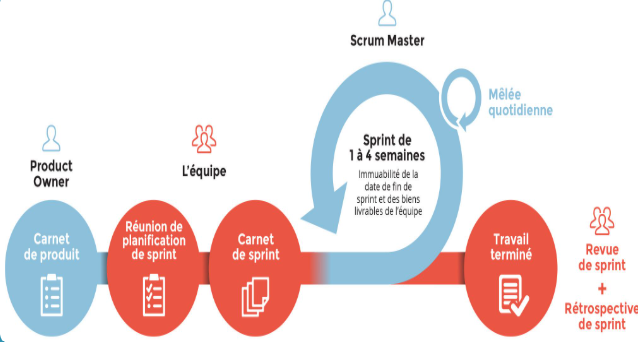 Scrum Master
Mêlée
quotidienne
Sprint de
1 à 4 semaines
Immuabilité de la
date de fin de
sprint et des biens
livrables de l'équipe
Product
Owner
L'équipe
Carnet
de produit
Réunion de
planification
de sprint
Carnet
de sprint
Travail
terminé
Revue
de sprint
+
Rétrospective
de sprint